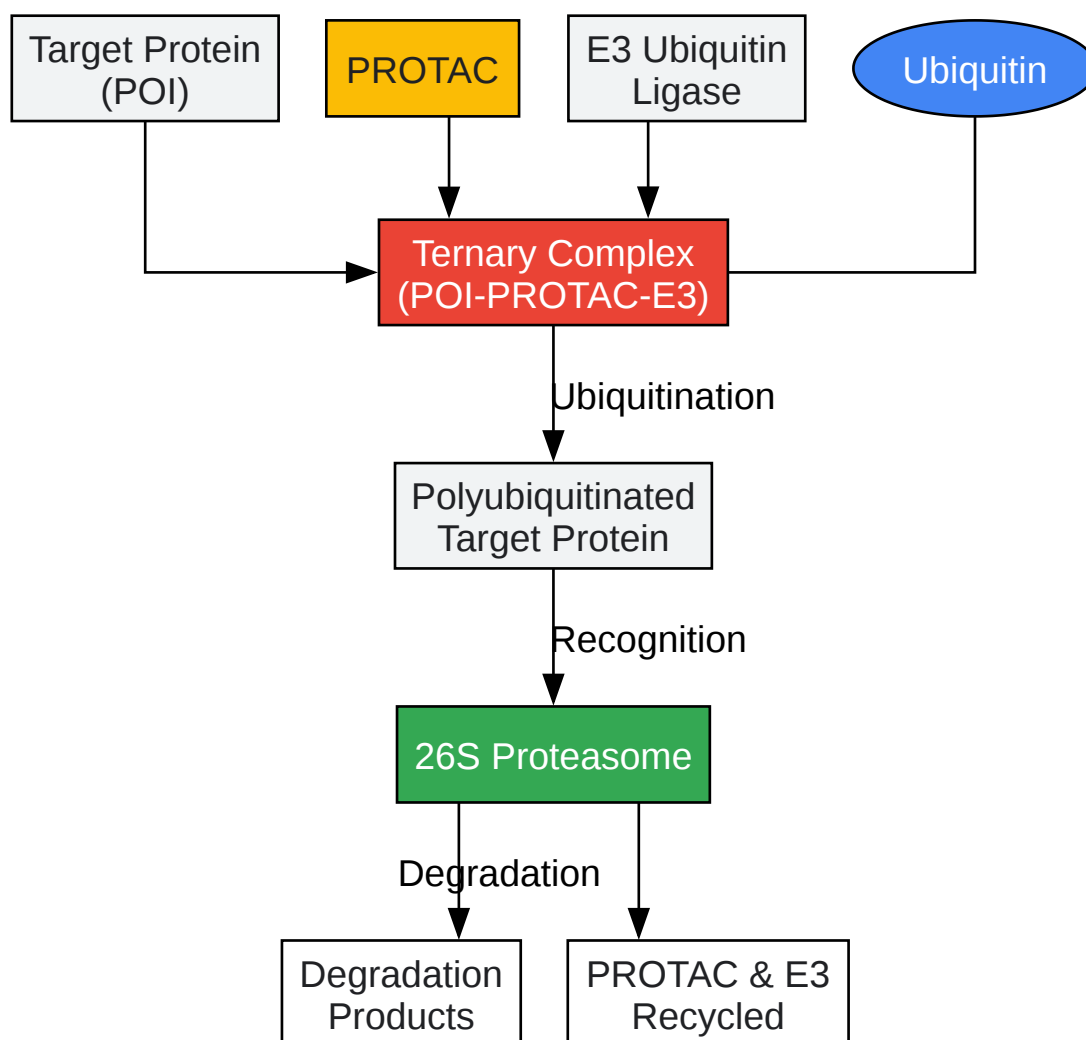 Target Protein
(POI)
PROTAC
E3 Ubiquitin
Ligase
Ubiquitin
Ternary Complex
(POI-PROTAC-E3)
Ubiquitination
Polyubiquitinated
Target Protein
Recognition
26S Proteasome
Degradation
Degradation
Products
PROTAC & E3
Recycled